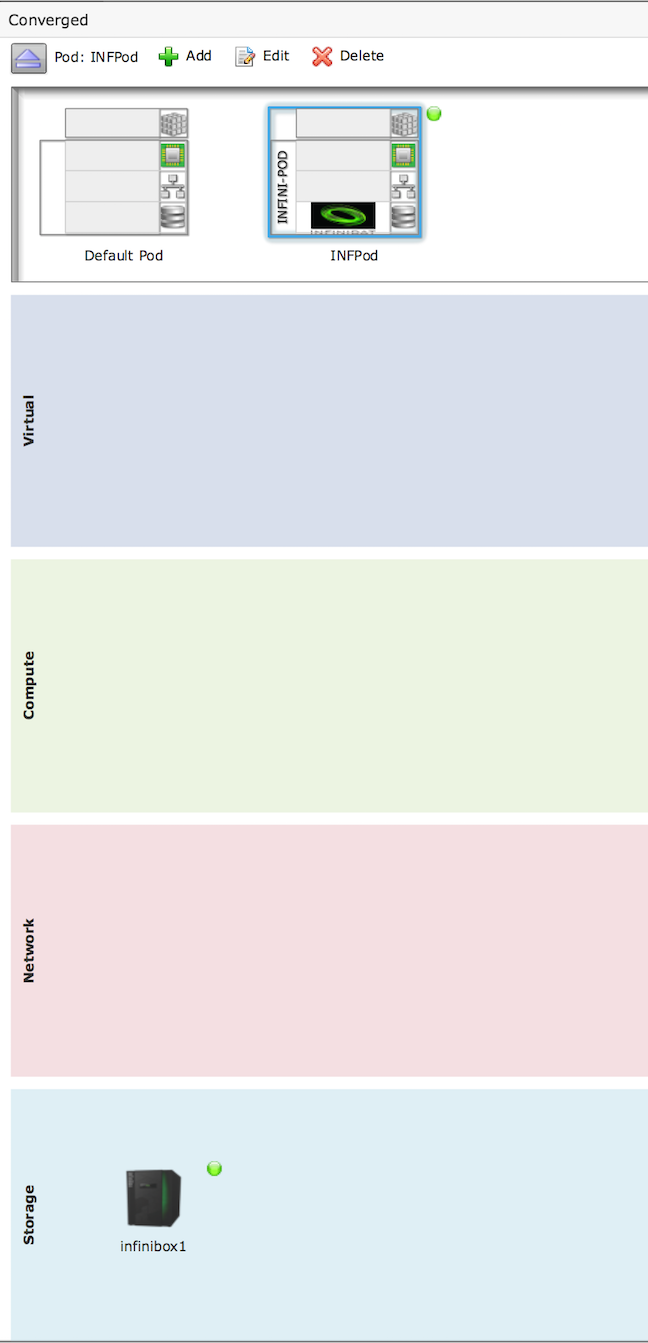 Converged
Pod: INFPod
Add
Edit
Delete
INFINI-POD
INFINIDAT
Default Pod
INFPod
Virtual
Compute
Network
Storage
infinibox1